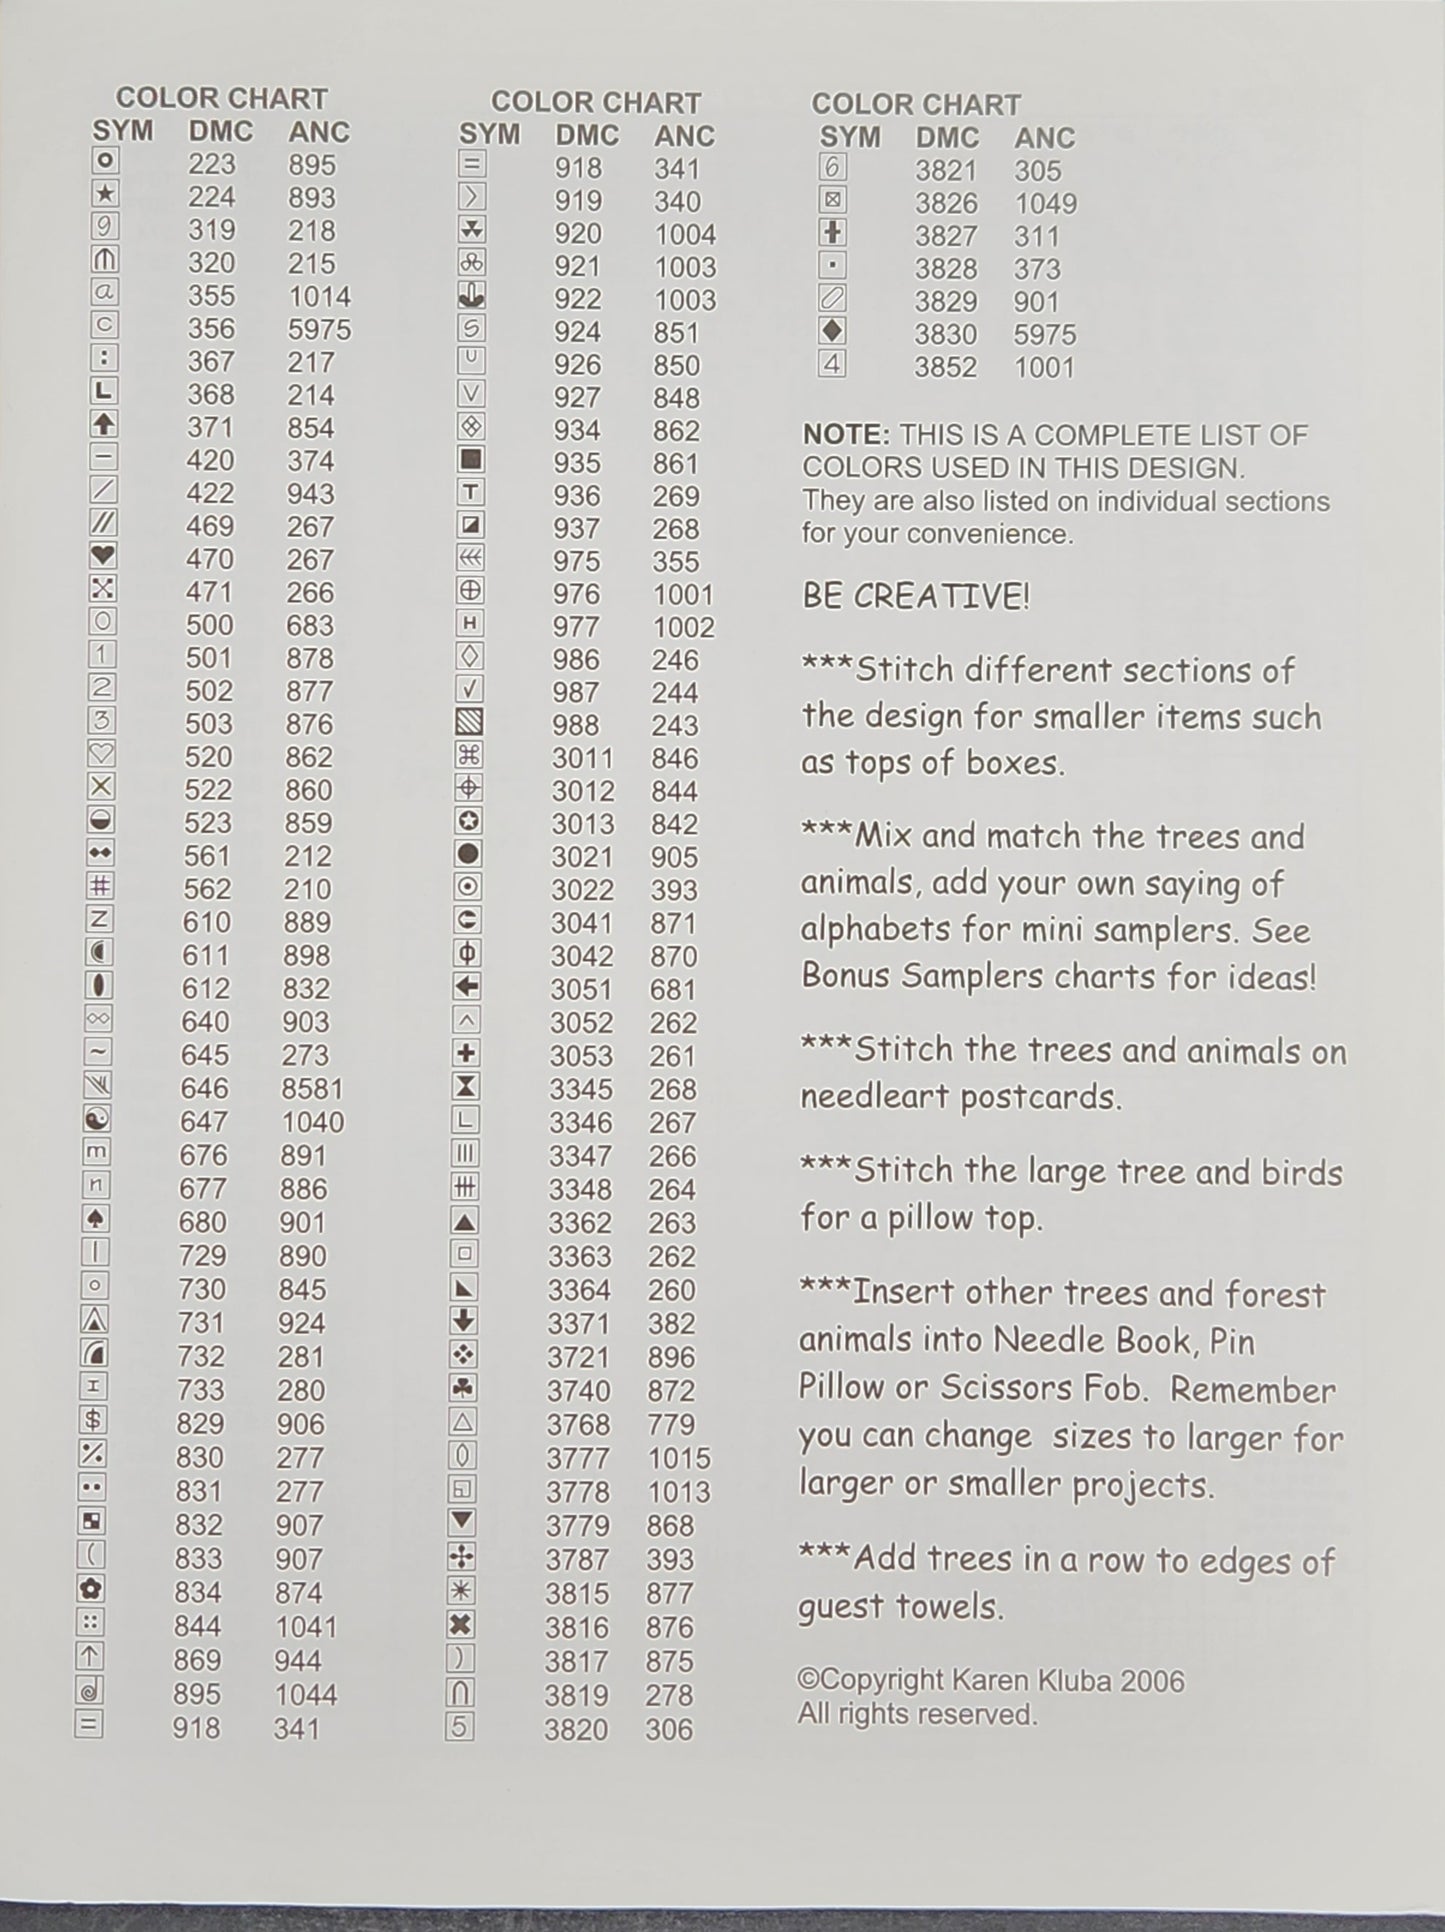 COLOR CHART
SYM DMC ANC
223 895
224 893
9 319 218
320 215
a 355 1014
c 356 5975
: 367 217
L 368 214
371 854
− 420 374
/ 422 943
// 469 267
♥ 470 267
471 266
0 500 683
1 501 878
2 502 877
3 503 876
♡ 520 862
X 522 860
523 859
561 212
# 562 210
Z 610 889
611 898
612 832
640 903
~ 645 273
646 8581
647 1040
m 676 891
n 677 886
♠ 680 901
| 729 890
730 845
731 924
732 281
I 733 280
$ 829 906
830 277
831 277
832 907
( 833 907
834 874
844 1041
↑ 869 944
895 1044
= 918 341
COLOR CHART
SYM DMC ANC
= 918 341
919 340
920 1004
921 1003
922 1003
S 924 851
U 926 850
V 927 848
934 862
935 861
T 936 269
937 268
975 355
976 1001
H 977 1002
986 246
√ 987 244
988 243
⌘ 3011 846
3012 844
3013 842
3021 905
3022 393
3041 871
3042 870
3051 681
^ 3052 262
3053 261
3345 268
L 3346 267
3347 266
3348 264
3362 263
3363 262
3364 260
3371 382
3721 896
3740 872
3768 779
3777 1015
3778 1013
3779 868
3787 393
3815 877
3816 876
) 3817 875
3819 278
5 3820 306
COLOR CHART
SYM DMC ANC
6 3821 305
3826 1049
3827 311
3828 373
3829 901
3830 5975
4 3852 1001
NOTE: THIS IS A COMPLETE LIST OF
COLORS USED IN THIS DESIGN.
They are also listed on individual sections
for your convenience.
BE CREATIVE!
***Stitch different sections of
the design for smaller items such
as tops of boxes.
***Mix and match the trees and
animals, add your own saying of
alphabets for mini samplers. See
Bonus Samplers charts for ideas!
***Stitch the trees and animals on
needleart postcards.
***Stitch the large tree and birds
for a pillow top.
***Insert other trees and forest
animals into Needle Book, Pin
Pillow or Scissors Fob. Remember
you can change sizes to larger for
larger or smaller projects.
***Add trees in a row to edges of
guest towels.
©Copyright Karen Kluba 2006
All rights reserved.